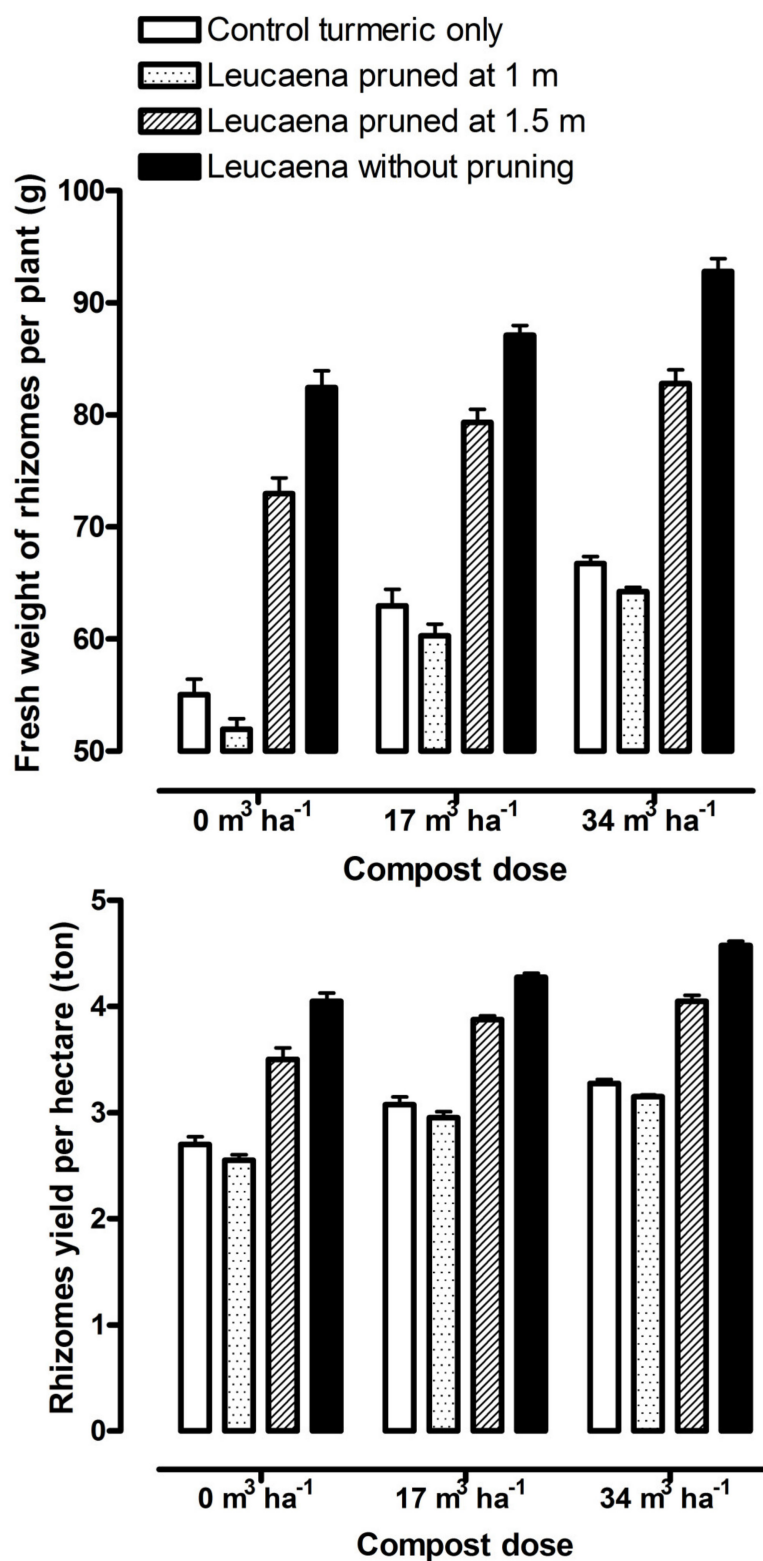 Control turmeric only
Leucaena pruned at 1 m
Leucaena pruned at 1.5 m
Leucaena without pruning
Fresh weight of rhizomes per plant (g)
100
90
80
70
60
50
0 m³ ha⁻¹ 17 m³ ha⁻¹ 34 m³ ha⁻¹
Compost dose
Rhizomes yield per hectare (ton)
5
4
3
2
1
0
0 m³ ha⁻¹ 17 m³ ha⁻¹ 34 m³ ha⁻¹
Compost dose